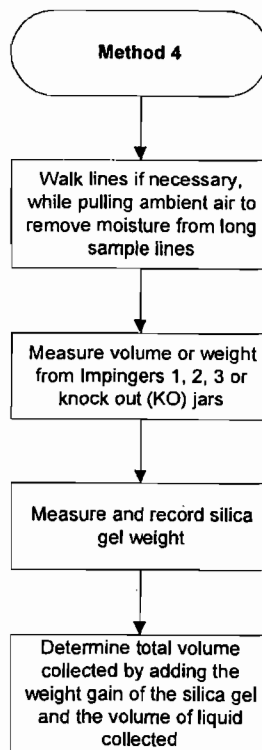 Method 4
Walk lines if necessary,
while pulling ambient air to
remove moisture from long
sample lines
Measure volume or weight
from Impingers 1, 2, 3 or
knock out (KO) jars
Measure and record silica
gel weight
Determine total volume
collected by adding the
weight gain of the silica gel
and the volume of liquid
collected